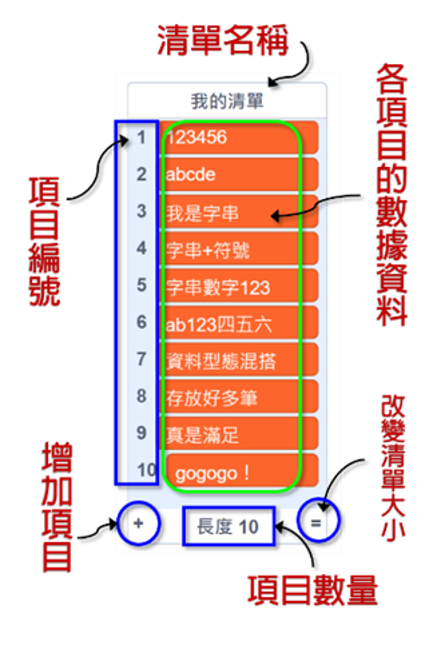 清單名稱
我的清單
1 123456
2 abcde
3 我是字串
4 字串+符號
5 字串數字123
6 ab123四五六
7 資料型態混搭
8 存放好多筆
9 真是滿足
10 gogogo！
+ 長度 10 =
項目編號
各項目的數據資料
增加項目
改變清單大小
項目數量